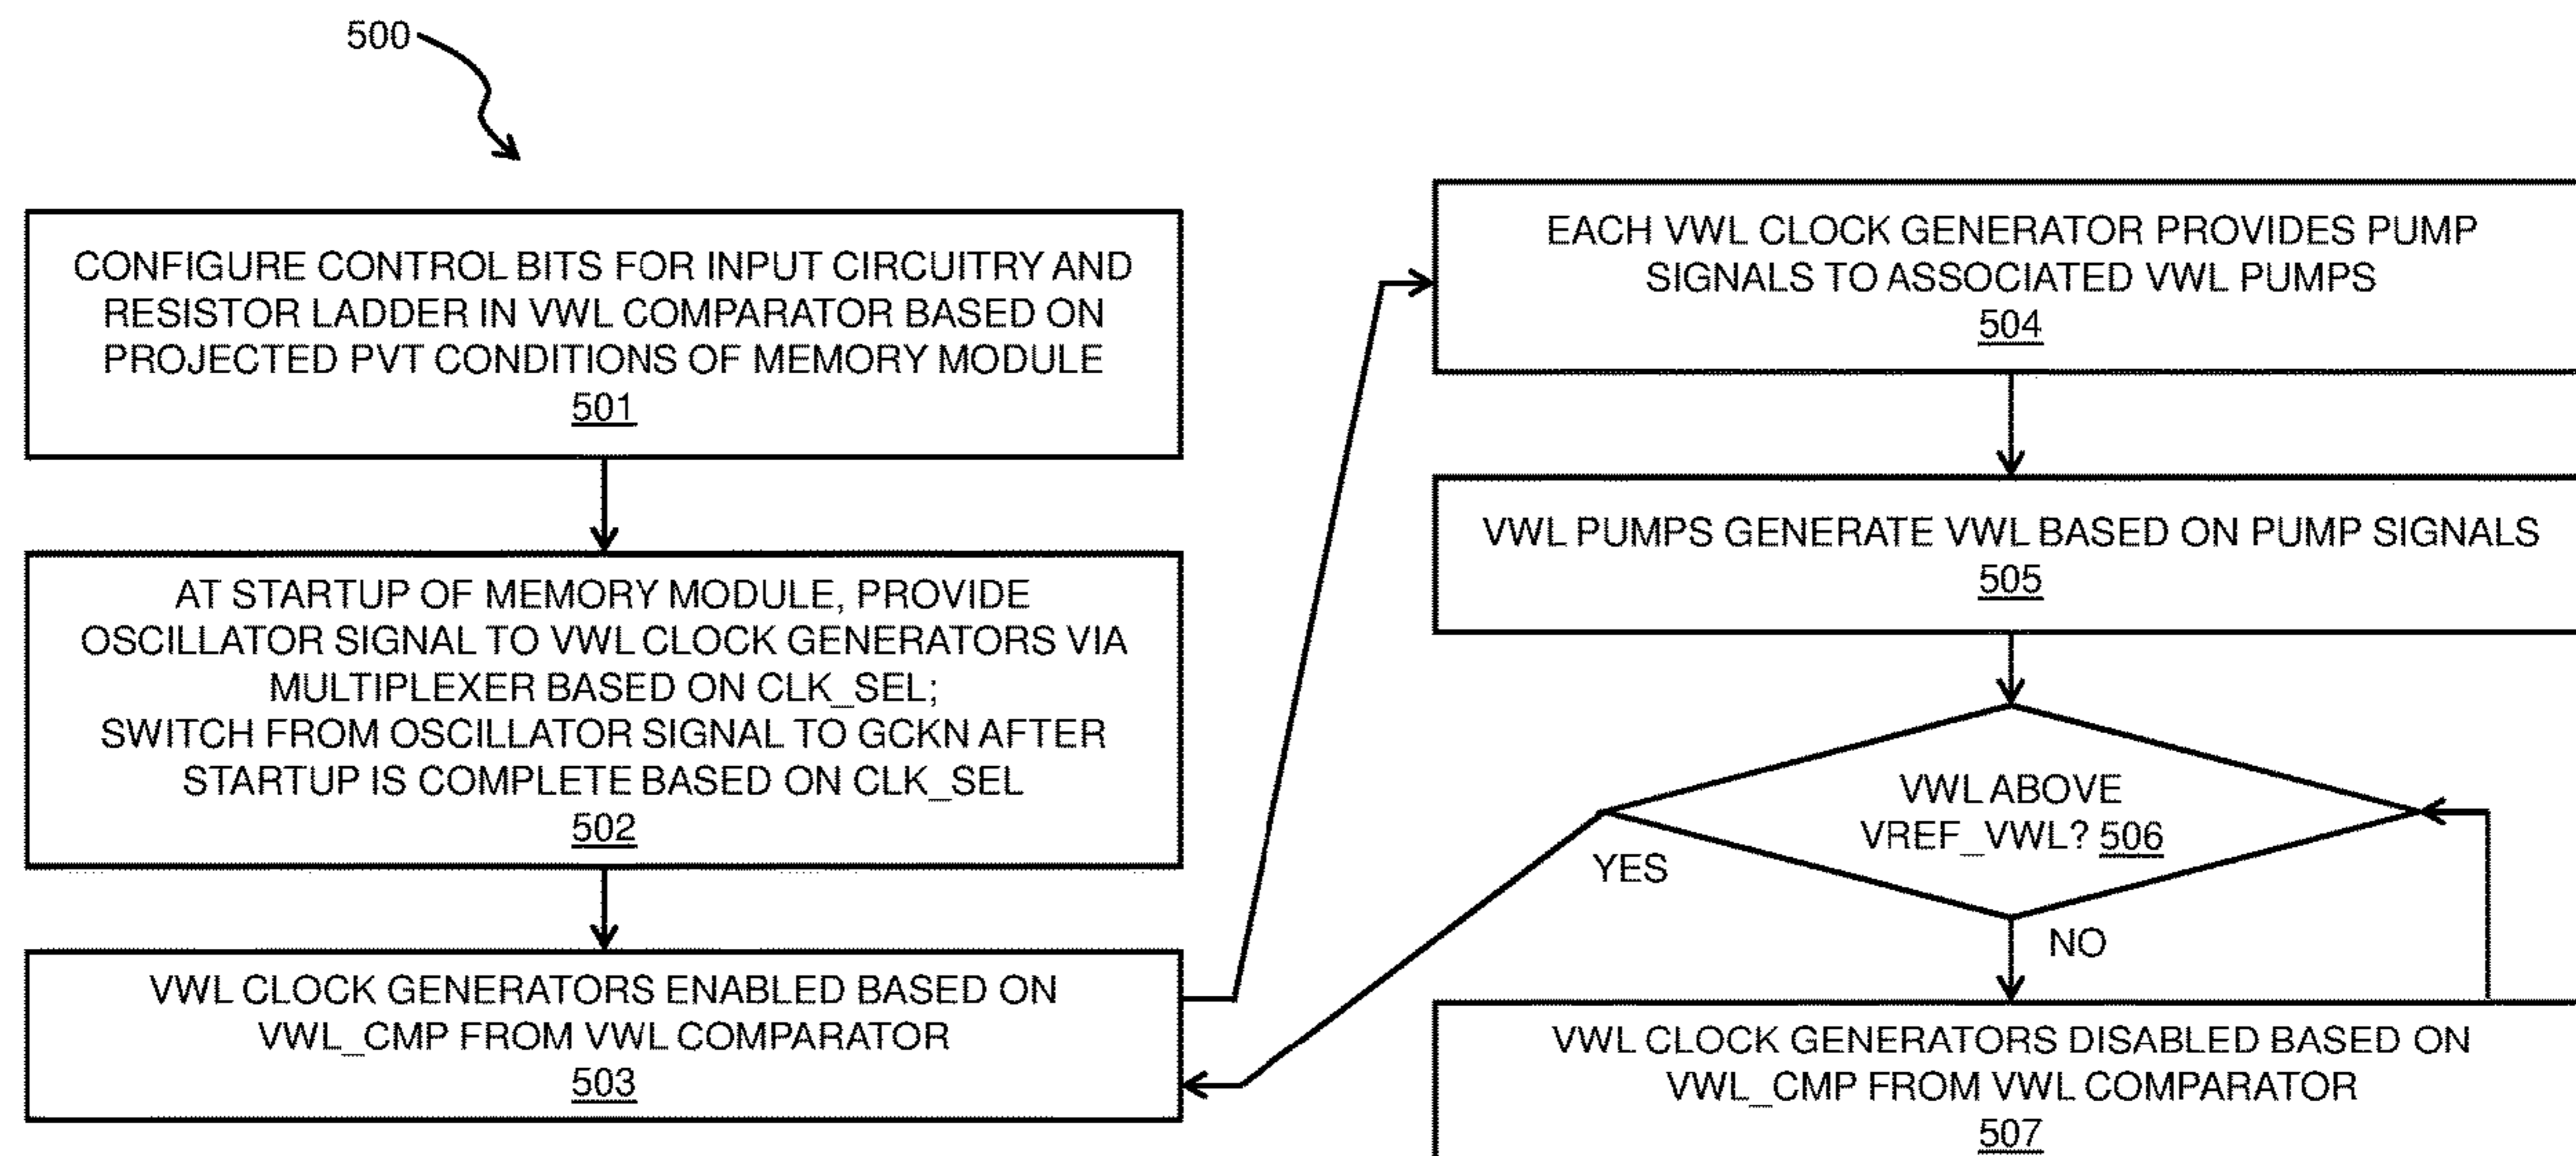 500
CONFIGURE CONTROL BITS FOR INPUT CIRCUITRY AND
RESISTOR LADDER IN VWL COMPARATOR BASED ON
PROJECTED PVT CONDITIONS OF MEMORY MODULE
501
AT STARTUP OF MEMORY MODULE, PROVIDE
OSCILLATOR SIGNAL TO VWL CLOCK GENERATORS VIA
MULTIPLEXER BASED ON CLK_SEL;
SWITCH FROM OSCILLATOR SIGNAL TO GCKN AFTER
STARTUP IS COMPLETE BASED ON CLK_SEL
502
VWL CLOCK GENERATORS ENABLED BASED ON
VWL_CMP FROM VWL COMPARATOR
503
EACH VWL CLOCK GENERATOR PROVIDES PUMP
SIGNALS TO ASSOCIATED VWL PUMPS
504
VWL PUMPS GENERATE VWL BASED ON PUMP SIGNALS
505
VWL ABOVE
VREF_VWL? 506
YES
NO
VWL CLOCK GENERATORS DISABLED BASED ON
VWL_CMP FROM VWL COMPARATOR
507